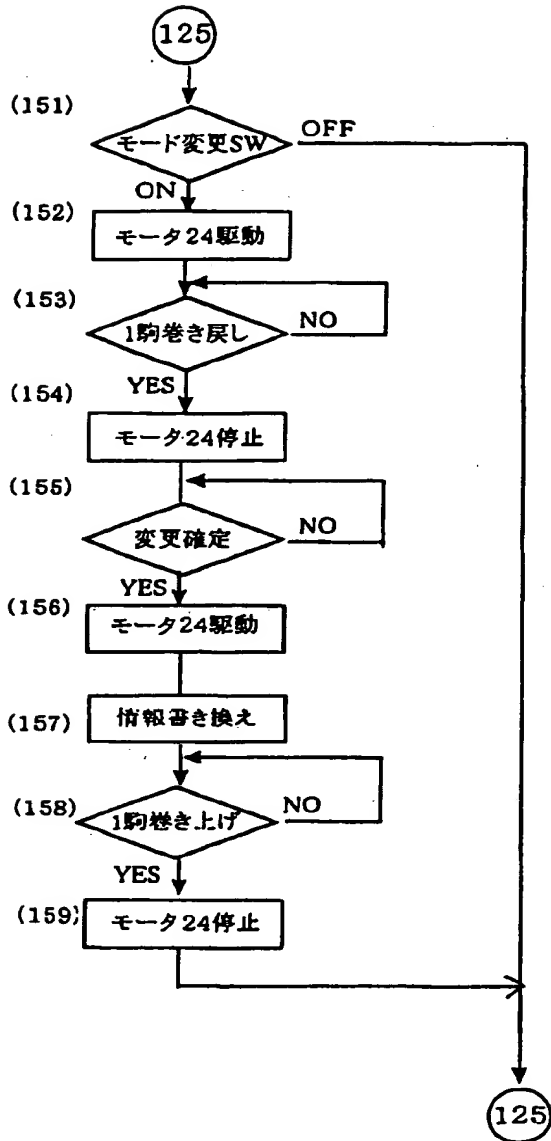 125
(151)
モード変更SW
OFF
ON
(152)
モータ24駆動
(153)
1駒巻き戻し
NO
YES
(154)
モータ24停止
(155)
変更確定
NO
YES
(156)
モータ24駆動
(157)
情報書き換え
(158)
1駒巻き上げ
NO
YES
(159)
モータ24停止
125